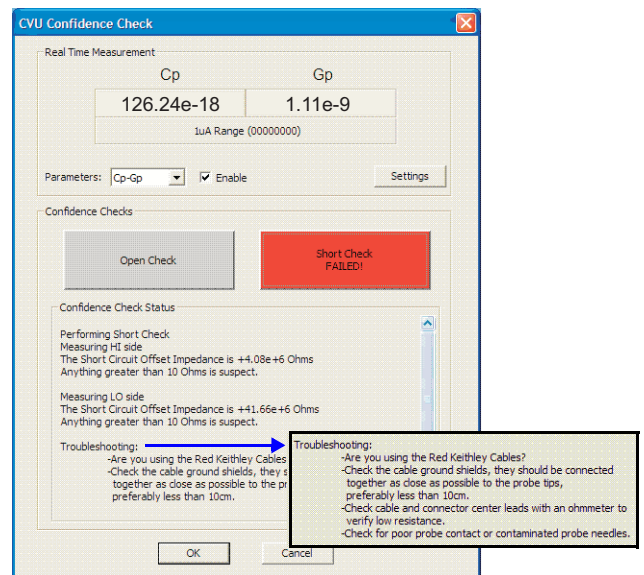 CVU Confidence Check
Real Time Measurement
Cp
Gp
126.24e-18
1.11e-9
1uA Range (00000000)
Parameters:
Cp-Gp
Enable
Settings
Confidence Checks
Open Check
Short Check
FAILED!
Confidence Check Status
Performing Short Check
Measuring HI side
The Short Circuit Offset Impedance is +4.08e+6 Ohms
Anything greater than 10 Ohms is suspect.
Measuring LO side
The Short Circuit Offset Impedance is +41.66e+6 Ohms
Anything greater than 10 Ohms is suspect.
Troubleshooting:
-Are you using the Red Keithley Cables
-Check the cable ground shields, they s
together as close as possible to the pr
preferably less than 10cm.
Troubleshooting:
-Are you using the Red Keithley Cables?
-Check the cable ground shields, they should be connected
together as close as possible to the probe tips,
preferably less than 10cm.
-Check cable and connector center leads with an ohmmeter to
verify low resistance.
-Check for poor probe contact or contaminated probe needles.
OK
Cancel